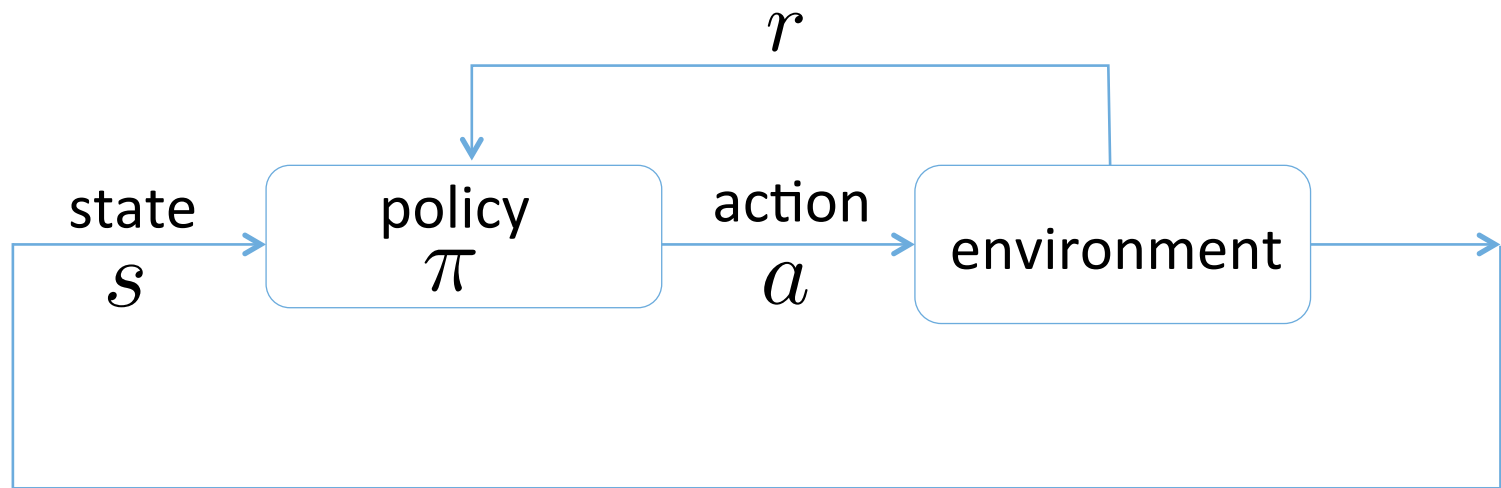 r
state
s
policy
π
action
a
environment